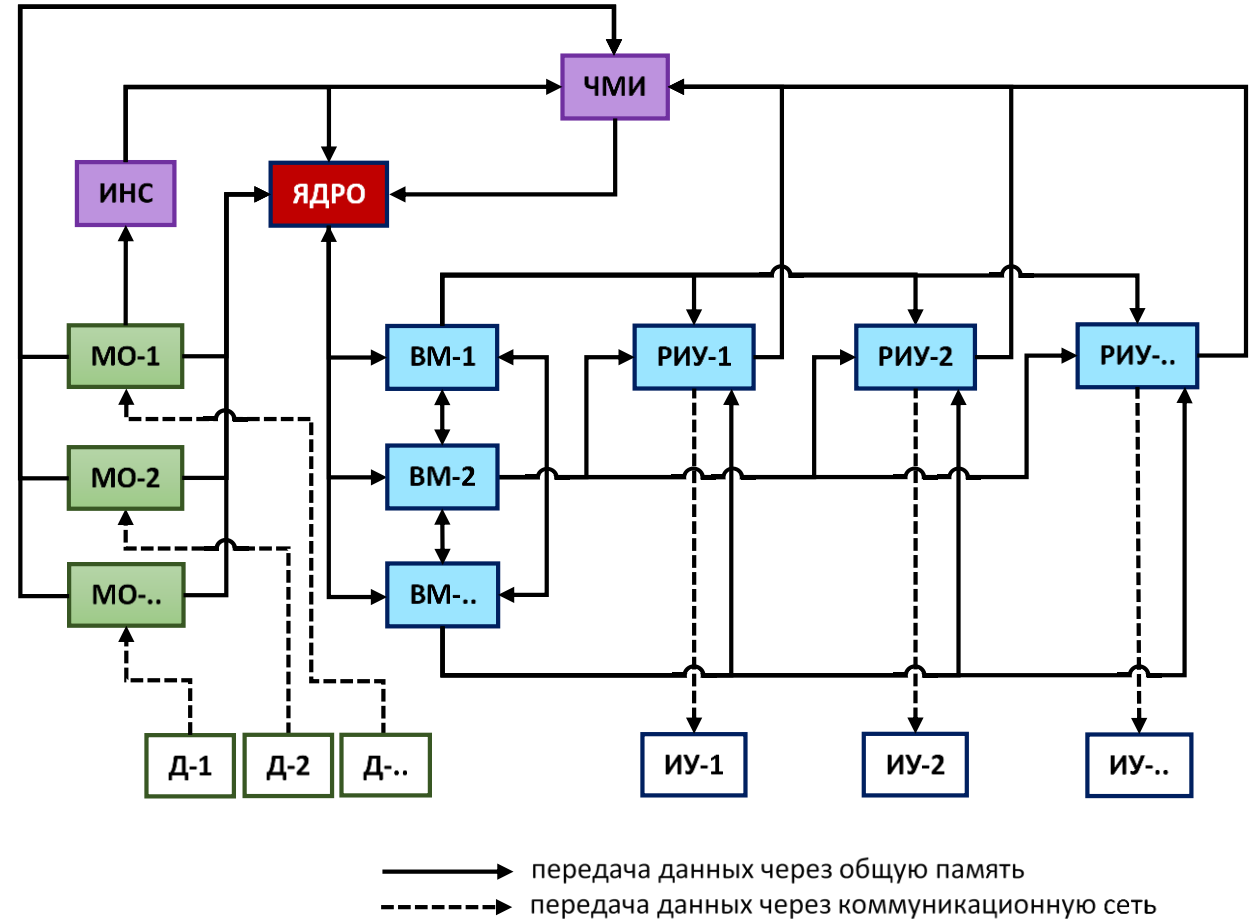 ЧМИ
ИНС
ЯДРО
МО-1
ВМ-1
РИУ-1
РИУ-2
РИУ-..
МО-2
ВМ-2
МО-..
ВМ-..
Д-1
Д-2
Д-..
ИУ-1
ИУ-2
ИУ-..
передача данных через общую память
передача данных через коммуникационную сеть